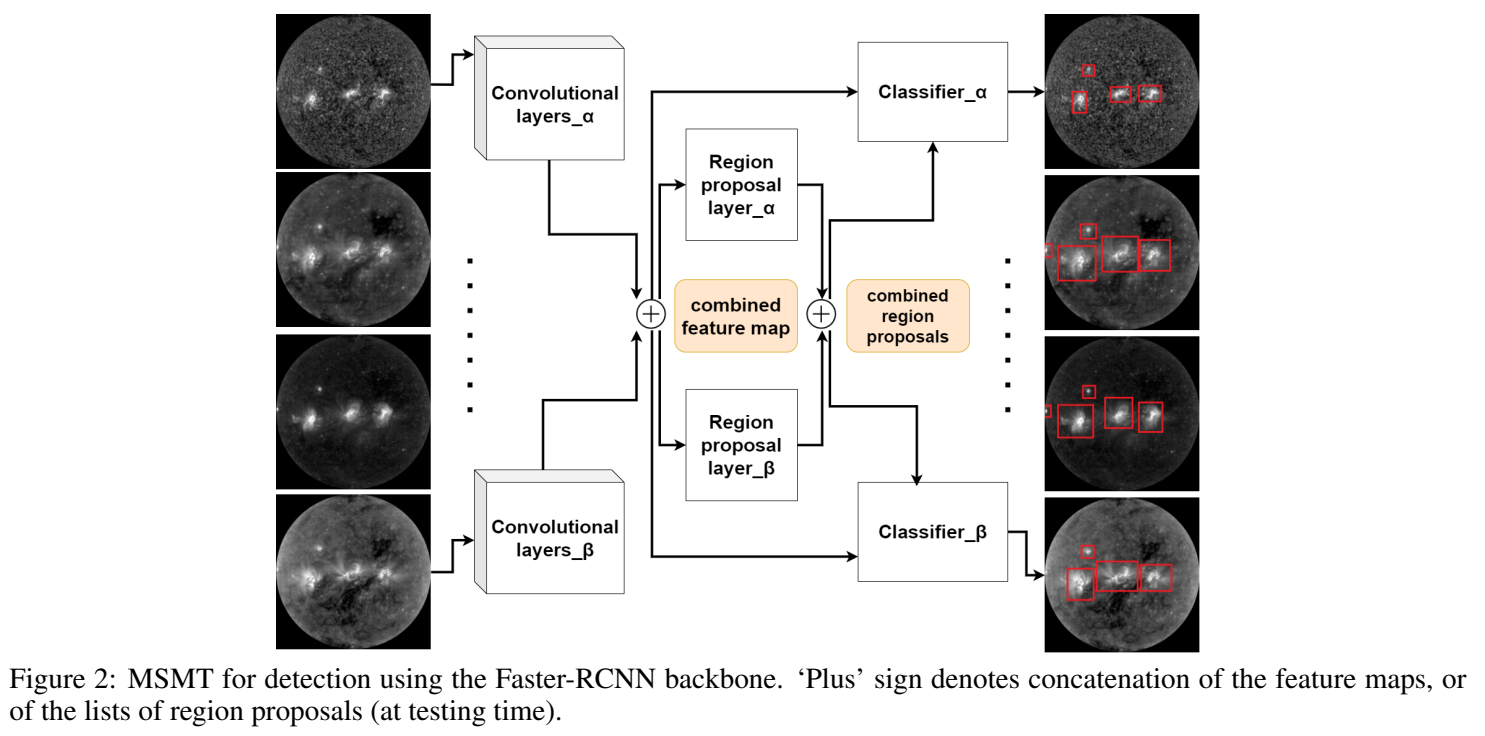 Convolutional
layers_α
Classifier_α
Region
proposal
layer_α
combined
feature map
combined
region
proposals
Region
proposal
layer_β
Convolutional
layers_β
Classifier_β
Figure 2: MSMT for detection using the Faster-RCNN backbone. ‘Plus’ sign denotes concatenation of the feature maps, or
of the lists of region proposals (at testing time).